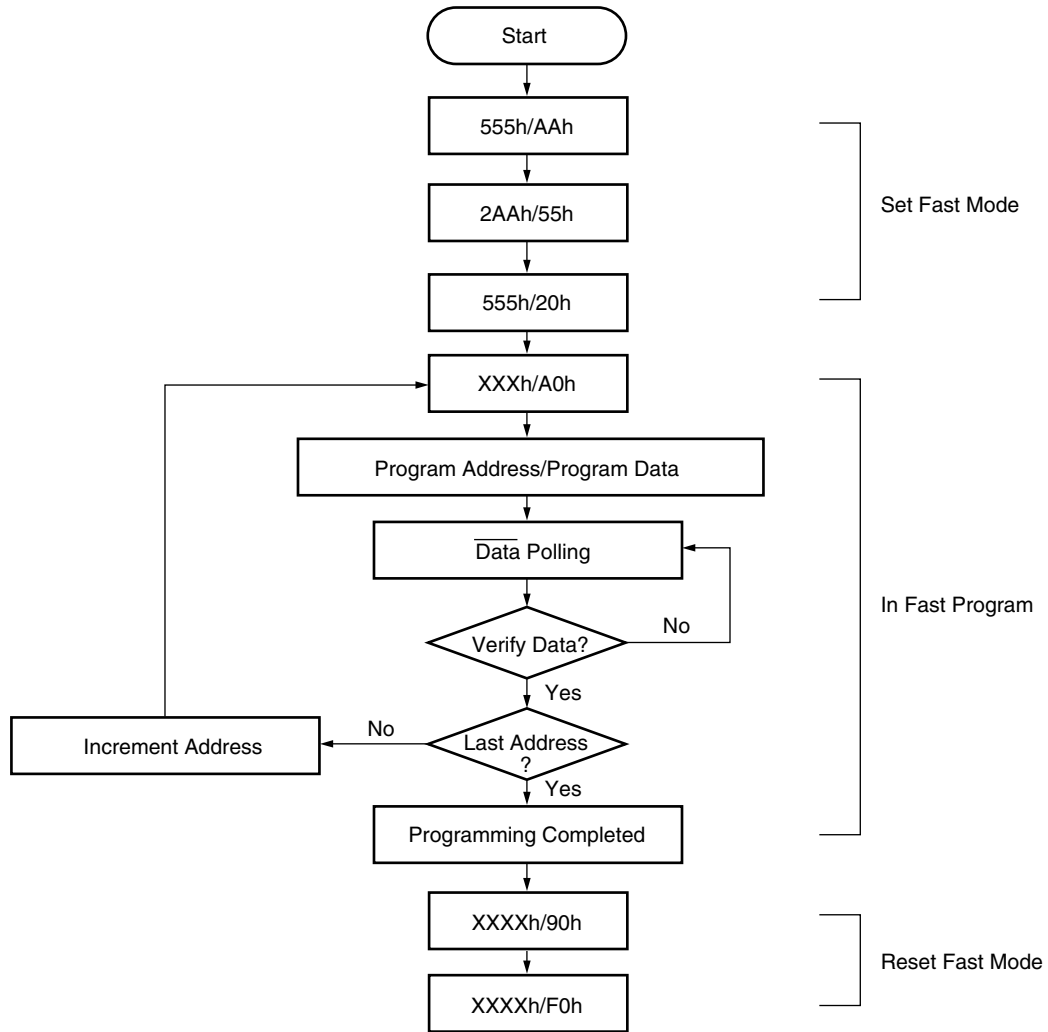 Start
555h/AAh
2AAh/55h
Set Fast Mode
555h/20h
XXXh/A0h
Program Address/Program Data
Data Polling
In Fast Program
Verify Data?
No
Yes
Increment Address
No
Last Address
?
Yes
Programming Completed
XXXXh/90h
Reset Fast Mode
XXXXh/F0h